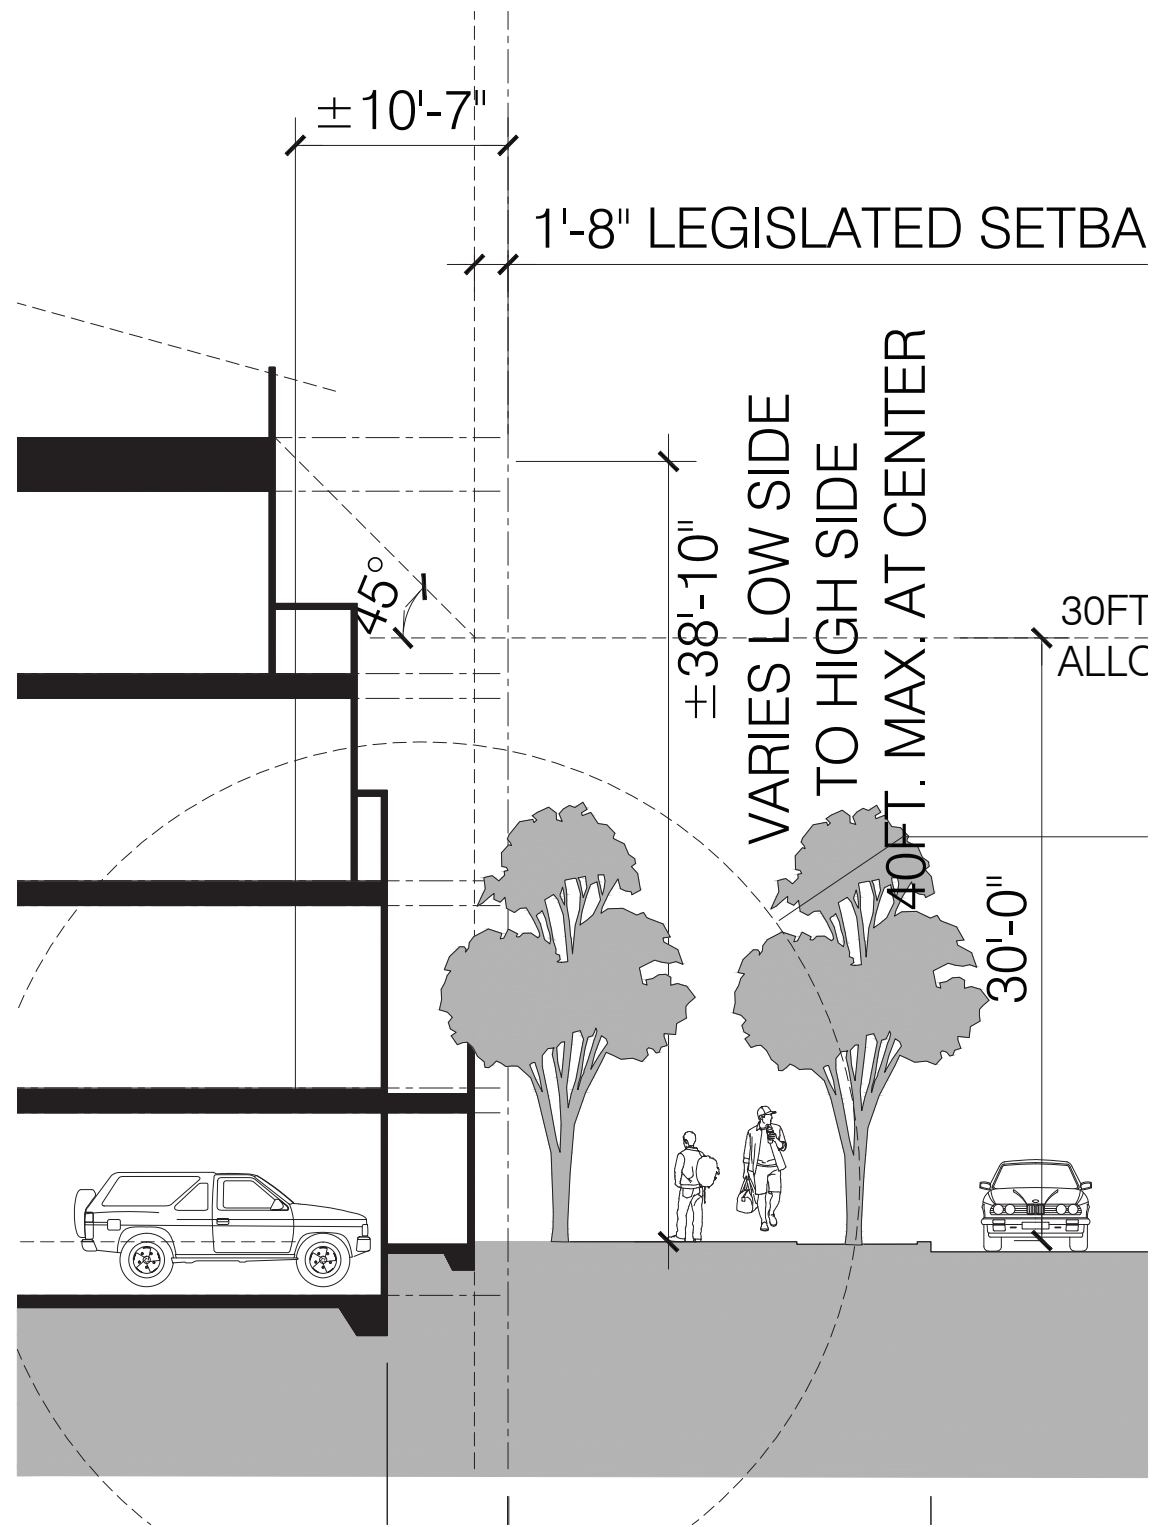 ±10'-7"
1'-8" LEGISLATED SETBA
45°
±38'-10"
VARIES LOW SIDE
TO HIGH SIDE
40FT. MAX. AT CENTER
30FT
ALLO
30'-0"